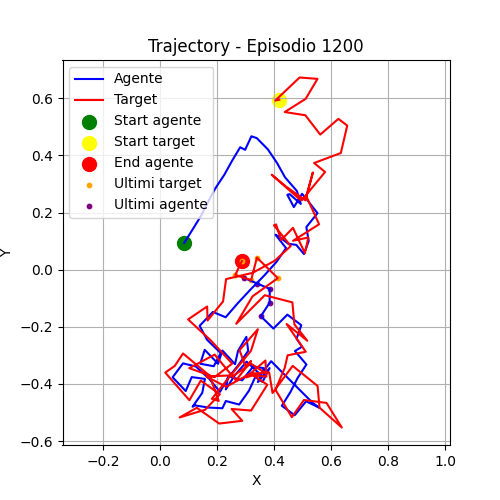 Trajectory - Episodio 1200
Agente
Target
Start agente
Start target
End agente
Ultimi target
Ultimi agente
Y
0.6
0.4
0.2
0.0
−0.2
−0.4
−0.6
−0.2
0.0
0.2
0.4
0.6
0.8
1.0
X